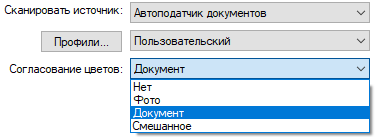 Сканировать источник: Автоподатчик документов
Профили... Пользовательский
Согласование цветов: Документ
Нет
Фото
Документ
Смешанное